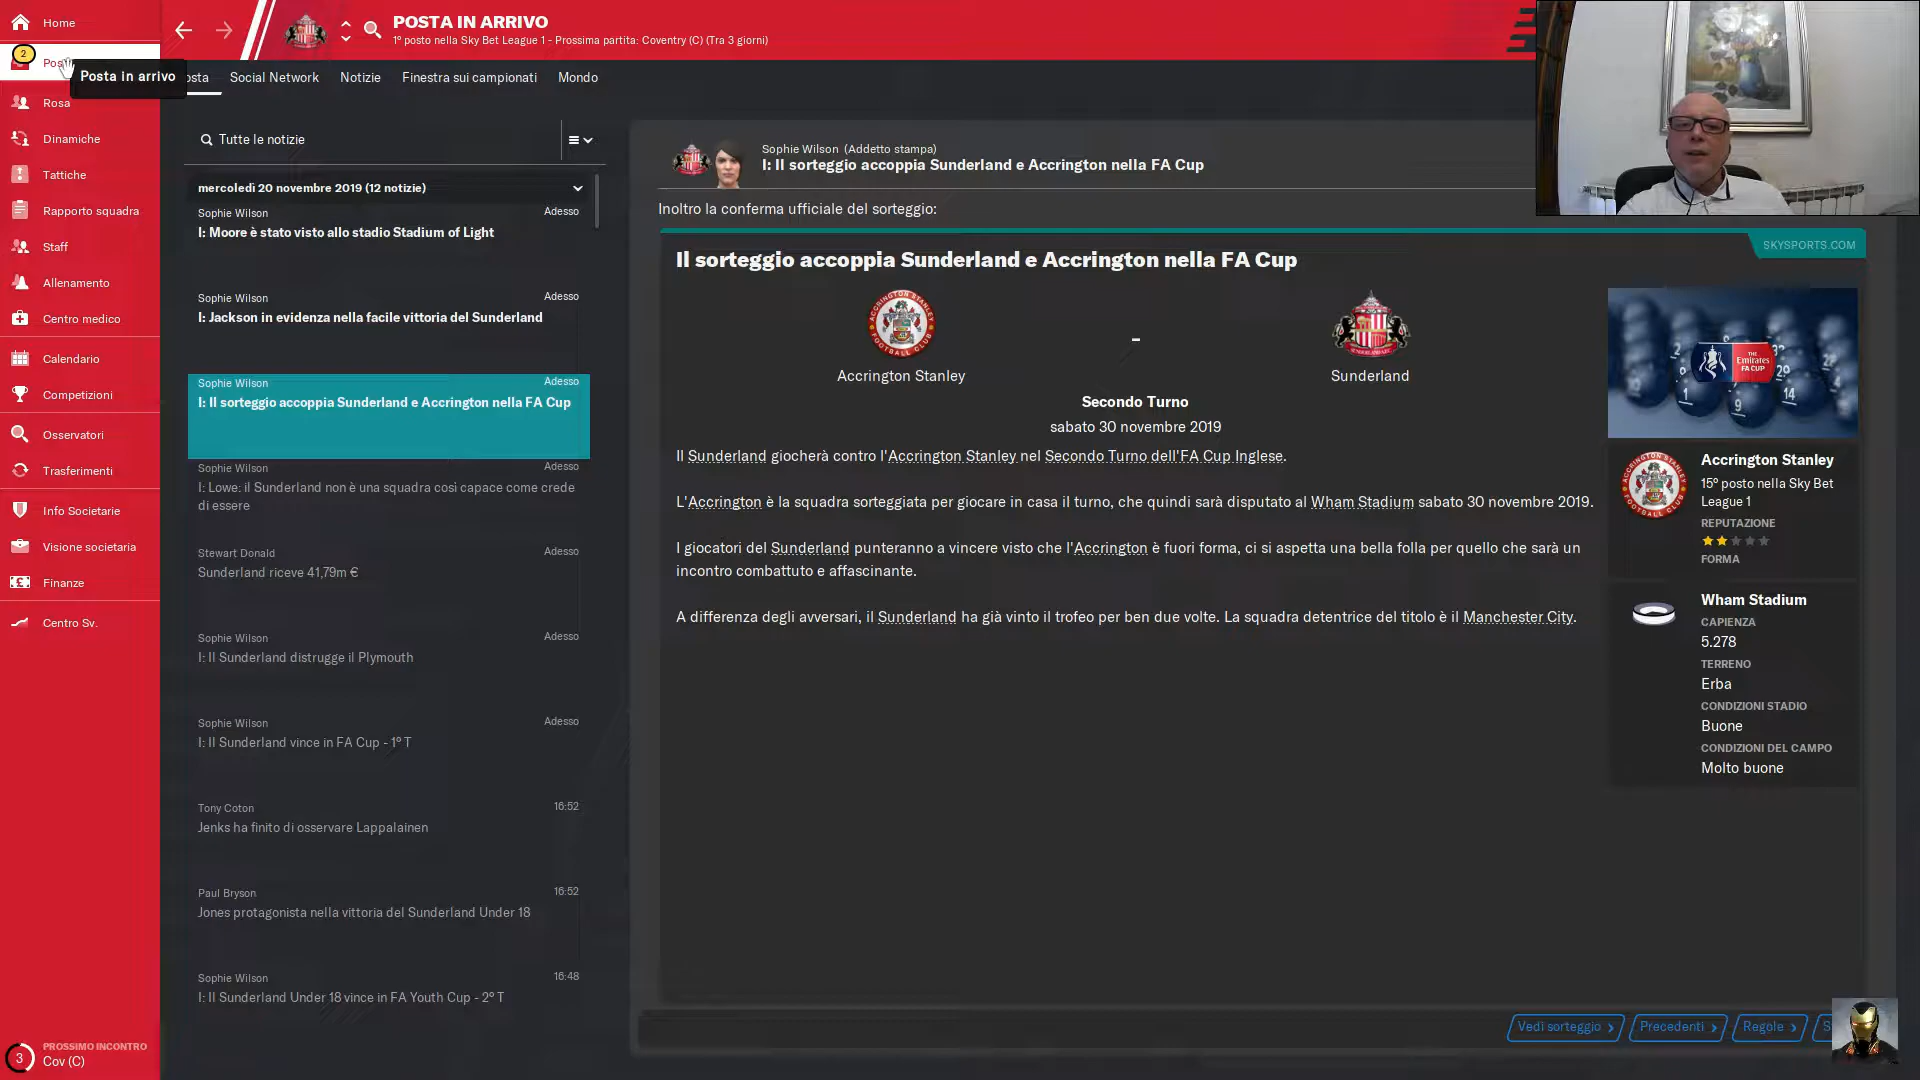 Home
2
Posta in arrivo
Rosa
Dinamiche
Tattiche
Rapporto squadra
Staff
Allenamento
Centro medico
Calendario
Competizioni
Osservatori
Trasferimenti
Info Societarie
Visione societaria
Finanze
Centro Sv.
3
PROSSIMO INCONTRO
Cov (C)
POSTA IN ARRIVO
1º posto nella Sky Bet League 1 - Prossima partita: Coventry (C) (Tra 3 giorni)
Social Network
Notizie
Finestra sui campionati
Mondo
Tutte le notizie
mercoledì 20 novembre 2019 (12 notizie)
Sophie Wilson Adesso
I: Moore è stato visto allo stadio Stadium of Light
Sophie Wilson Adesso
I: Jackson in evidenza nella facile vittoria del Sunderland
Sophie Wilson Adesso
I: Il sorteggio accoppia Sunderland e Accrington nella FA Cup
Sophie Wilson Adesso
I: Lowe: il Sunderland non è una squadra così capace come crede
di essere
Stewart Donald Adesso
Sunderland riceve 41,79m €
Sophie Wilson Adesso
I: Il Sunderland distrugge il Plymouth
Sophie Wilson Adesso
I: Il Sunderland vince in FA Cup - 1º T
Tony Coton 16:52
Jenks ha finito di osservare Lappalainen
Paul Bryson 16:52
Jones protagonista nella vittoria del Sunderland Under 18
Sophie Wilson 16:48
I: Il Sunderland Under 18 vince in FA Youth Cup - 2º T
Sophie Wilson (Addetto stampa)
I: Il sorteggio accoppia Sunderland e Accrington nella FA Cup
Inoltro la conferma ufficiale del sorteggio:
SKYSPORTS.COM
Il sorteggio accoppia Sunderland e Accrington nella FA Cup
-
Accrington Stanley
Sunderland
Secondo Turno
sabato 30 novembre 2019
Il Sunderland giocherà contro l'Accrington Stanley nel Secondo Turno dell'FA Cup Inglese.
L'Accrington è la squadra sorteggiata per giocare in casa il turno, che quindi sarà disputato al Wham Stadium sabato 30 novembre 2019.
I giocatori del Sunderland punteranno a vincere visto che l'Accrington è fuori forma, ci si aspetta una bella folla per quello che sarà un
incontro combattuto e affascinante.
A differenza degli avversari, il Sunderland ha già vinto il trofeo per ben due volte. La squadra detentrice del titolo è il Manchester City.
THE
Emirates
FA CUP
1
9
14
Accrington Stanley
15º posto nella Sky Bet
League 1
REPUTAZIONE
FORMA
Wham Stadium
CAPIENZA
5.278
TERRENO
Erba
CONDIZIONI STADIO
Buone
CONDIZIONI DEL CAMPO
Molto buone
Vedi sorteggio
Precedenti
Regole